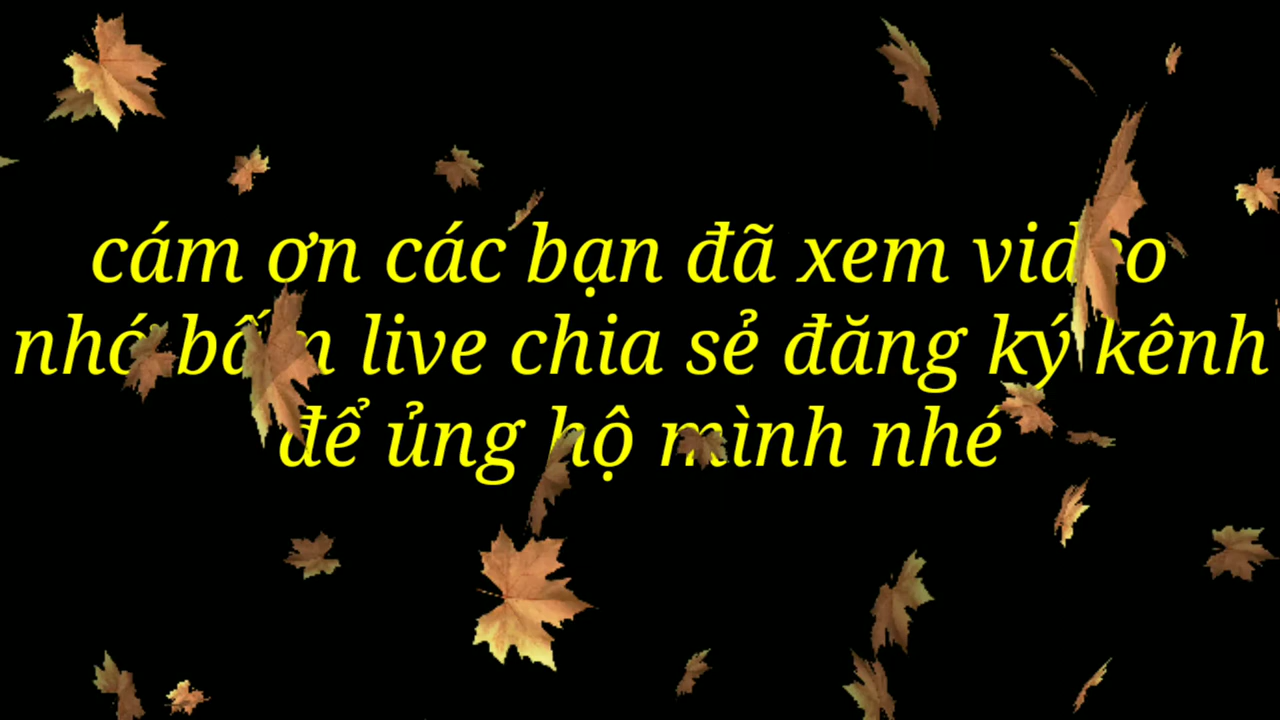 cám ơn các bạn đã xem video
nhớ bấm live chia sẻ đăng ký kênh
để ủng hộ mình nhé